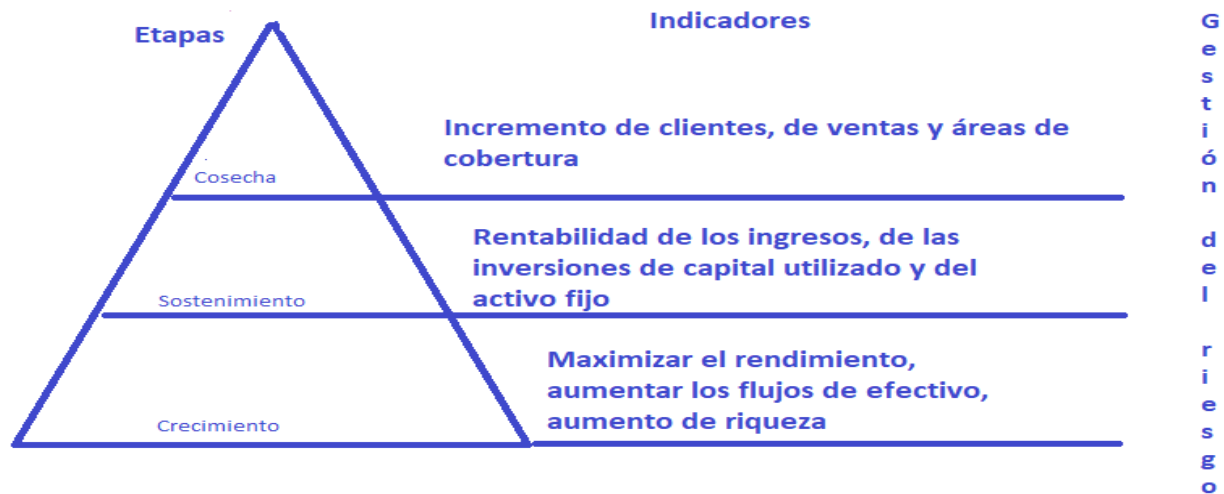 Etapas
Indicadores
Incremento de clientes, de ventas y áreas de
cobertura
Cosecha
Rentabilidad de los ingresos, de las
inversiones de capital utilizado y del
activo fijo
Sostenimiento
Maximizar el rendimiento,
aumentar los flujos de efectivo,
aumento de riqueza
Crecimiento
Gestión del riesgo